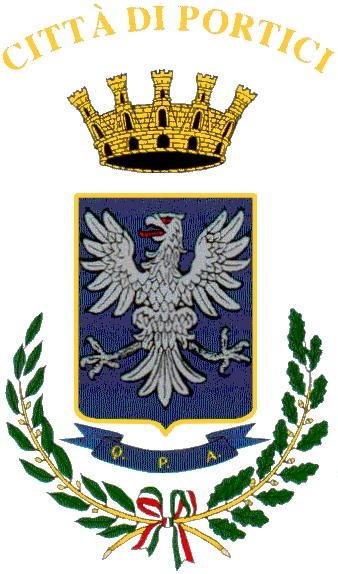 CITTÀ DI PORTICI
O. P. A.